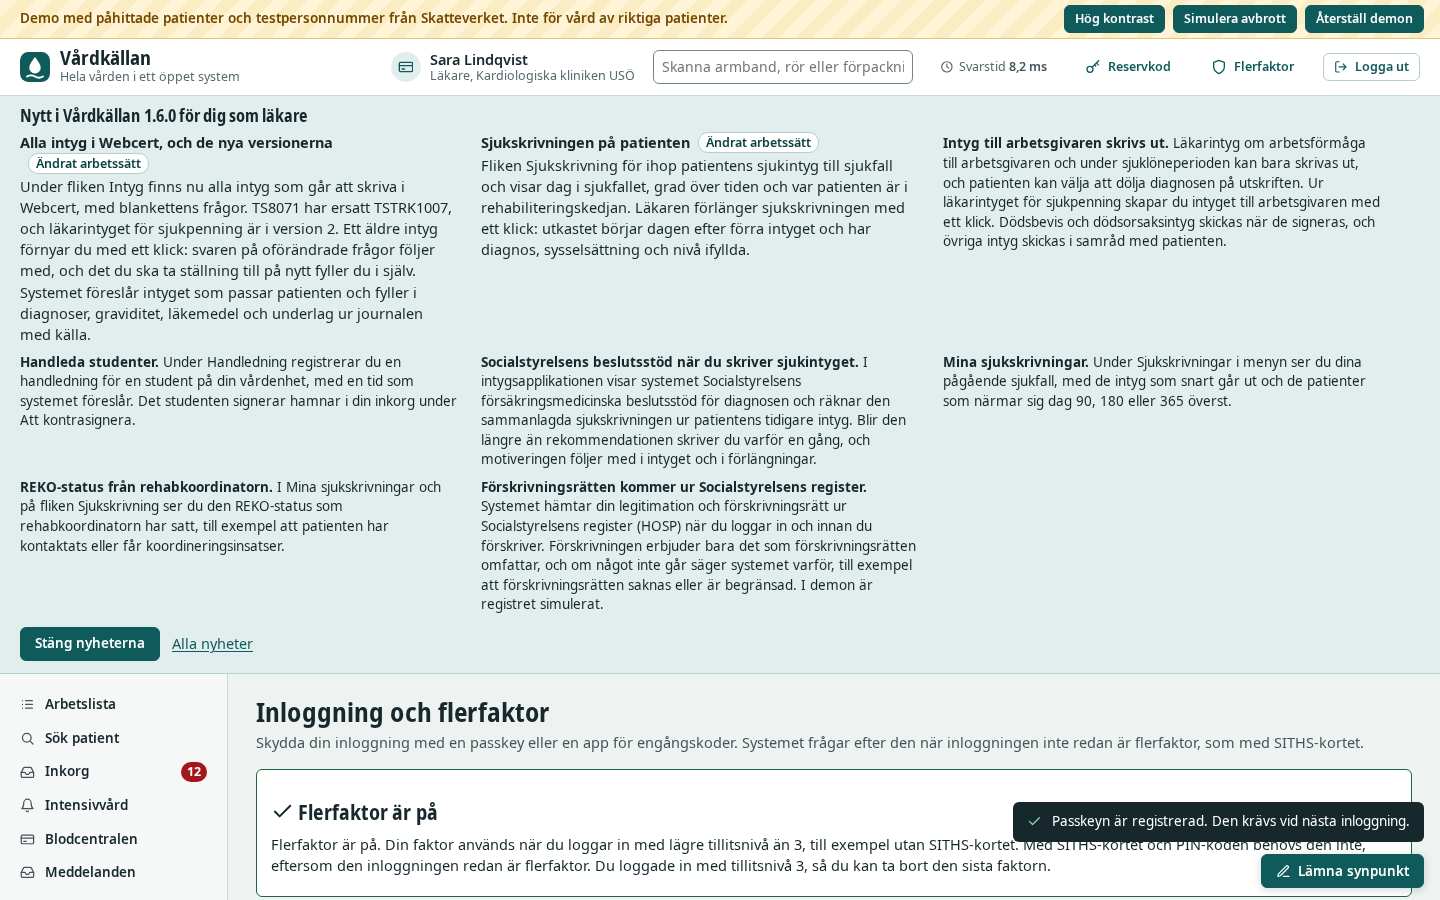 Demo med påhittade patienter och testpersonnummer från Skatteverket. Inte för vård av riktiga patienter.
Hög kontrast
Simulera avbrott
Återställ demon
Vårdkällan
Hela vården i ett öppet system
Sara Lindqvist
Läkare, Kardiologiska kliniken USÖ
Skanna armband, rör eller förpackni
Svarstid 8,2 ms
Reservkod
Flerfaktor
Logga ut
Nytt i Vårdkällan 1.6.0 för dig som läkare
Alla intyg i Webcert, och de nya versionerna
Ändrat arbetssätt
Under fliken Intyg finns nu alla intyg som går att skriva i
Webcert, med blankettens frågor. TS8071 har ersatt TSTRK1007,
och läkarintyget för sjukpenning är i version 2. Ett äldre intyg
förnyar du med ett klick: svaren på oförändrade frågor följer
med, och det du ska ta ställning till på nytt fyller du i själv.
Systemet föreslår intyget som passar patienten och fyller i
diagnoser, graviditet, läkemedel och underlag ur journalen
med källa.
Sjukskrivningen på patienten Ändrat arbetssätt
Fliken Sjukskrivning för ihop patientens sjukintyg till sjukfall
och visar dag i sjukfallet, grad över tiden och var patienten är i
rehabiliteringskedjan. Läkaren förlänger sjukskrivningen med
ett klick: utkastet börjar dagen efter förra intyget och har
diagnos, sysselsättning och nivå ifyllda.
Intyg till arbetsgivaren skrivs ut. Läkarintyg om arbetsförmåga
till arbetsgivaren och under sjuklöneperioden kan bara skrivas ut,
och patienten kan välja att dölja diagnosen på utskriften. Ur
läkarintyget för sjukpenning skapar du intyget till arbetsgivaren med
ett klick. Dödsbevis och dödsorsaksintyg skickas när de signeras, och
övriga intyg skickas i samråd med patienten.
Handleda studenter. Under Handledning registrerar du en
handledning för en student på din vårdenhet, med en tid som
systemet föreslår. Det studenten signerar hamnar i din inkorg under
Att kontrasignera.
Socialstyrelsens beslutsstöd när du skriver sjukintyget. I
intygsapplikationen visar systemet Socialstyrelsens
försäkringsmedicinska beslutsstöd för diagnosen och räknar den
sammanlagda sjukskrivningen ur patientens tidigare intyg. Blir den
längre än rekommendationen skriver du varför en gång, och
motiveringen följer med i intyget och i förlängningar.
Mina sjukskrivningar. Under Sjukskrivningar i menyn ser du dina
pågående sjukfall, med de intyg som snart går ut och de patienter
som närmar sig dag 90, 180 eller 365 överst.
REKO-status från rehabkoordinatorn. I Mina sjukskrivningar och
på fliken Sjukskrivning ser du den REKO-status som
rehabkoordinatorn har satt, till exempel att patienten har
kontaktats eller får koordineringsinsatser.
Förskrivningsrätten kommer ur Socialstyrelsens register.
Systemet hämtar din legitimation och förskrivningsrätt ur
Socialstyrelsens register (HOSP) när du loggar in och innan du
förskriver. Förskrivningen erbjuder bara det som förskrivningsrätten
omfattar, och om något inte går säger systemet varför, till exempel
att förskrivningsrätten saknas eller är begränsad. I demon är
registret simulerat.
Stäng nyheterna
Alla nyheter
Arbetslista
Sök patient
Inkorg 12
Intensivvård
Blodcentralen
Meddelanden
Inloggning och flerfaktor
Skydda din inloggning med en passkey eller en app för engångskoder. Systemet frågar efter den när inloggningen inte redan är flerfaktor, som med SITHS-kortet.
Flerfaktor är på
Flerfaktor är på. Din faktor används när du loggar in med lägre tillitsnivå än 3, till exempel utan SITHS-kortet. Med SITHS-kortet och PIN-koden behövs den inte,
eftersom den inloggningen redan är flerfaktor. Du loggade in med tillitsnivå 3, så du kan ta bort den sista faktorn.
Passkeyn är registrerad. Den krävs vid nästa inloggning.
Lämna synpunkt